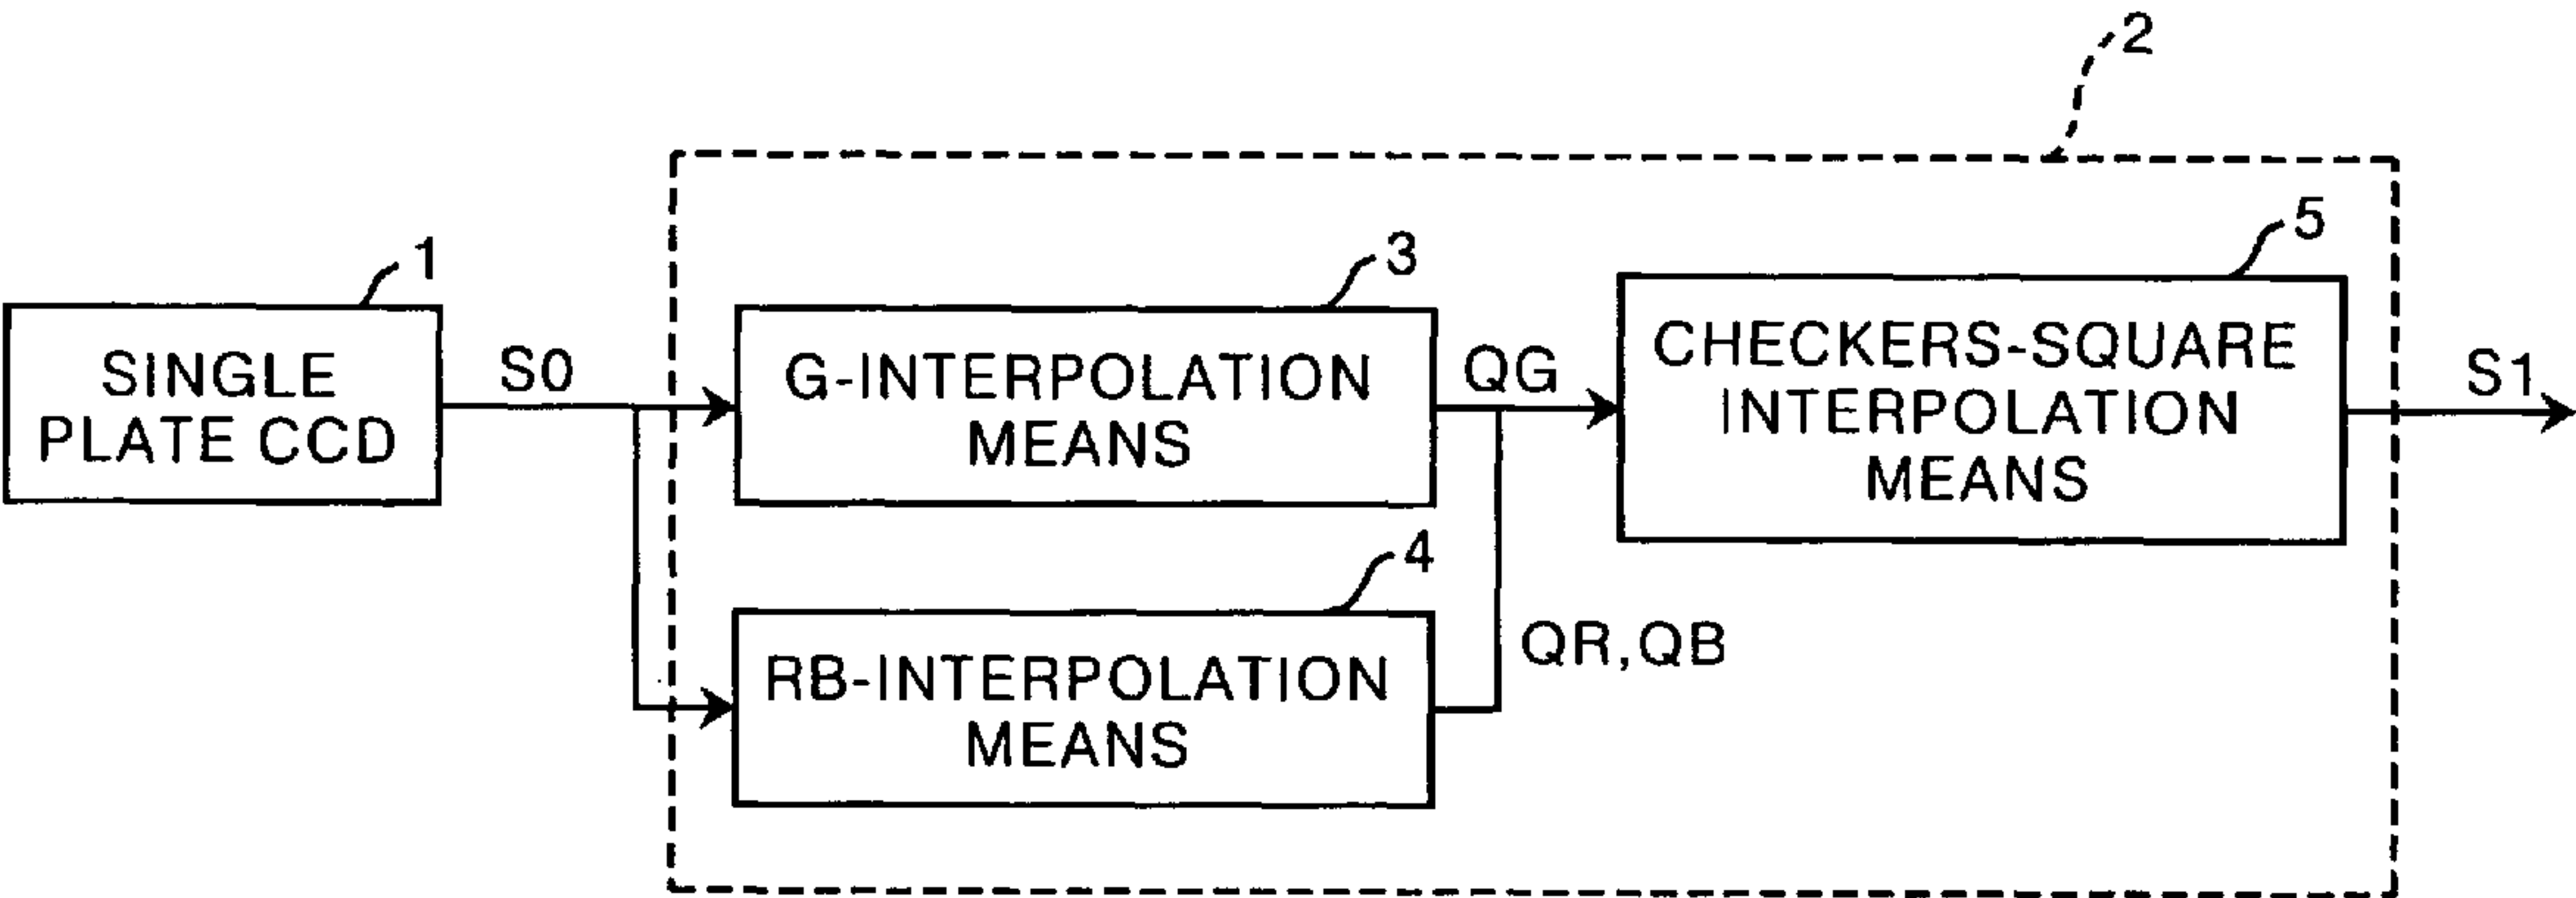 2
1
3
5
SINGLE
PLATE CCD
S0
G-INTERPOLATION
MEANS
QG
CHECKERS-SQUARE
INTERPOLATION
MEANS
S1
4
RB-INTERPOLATION
MEANS
QR,QB